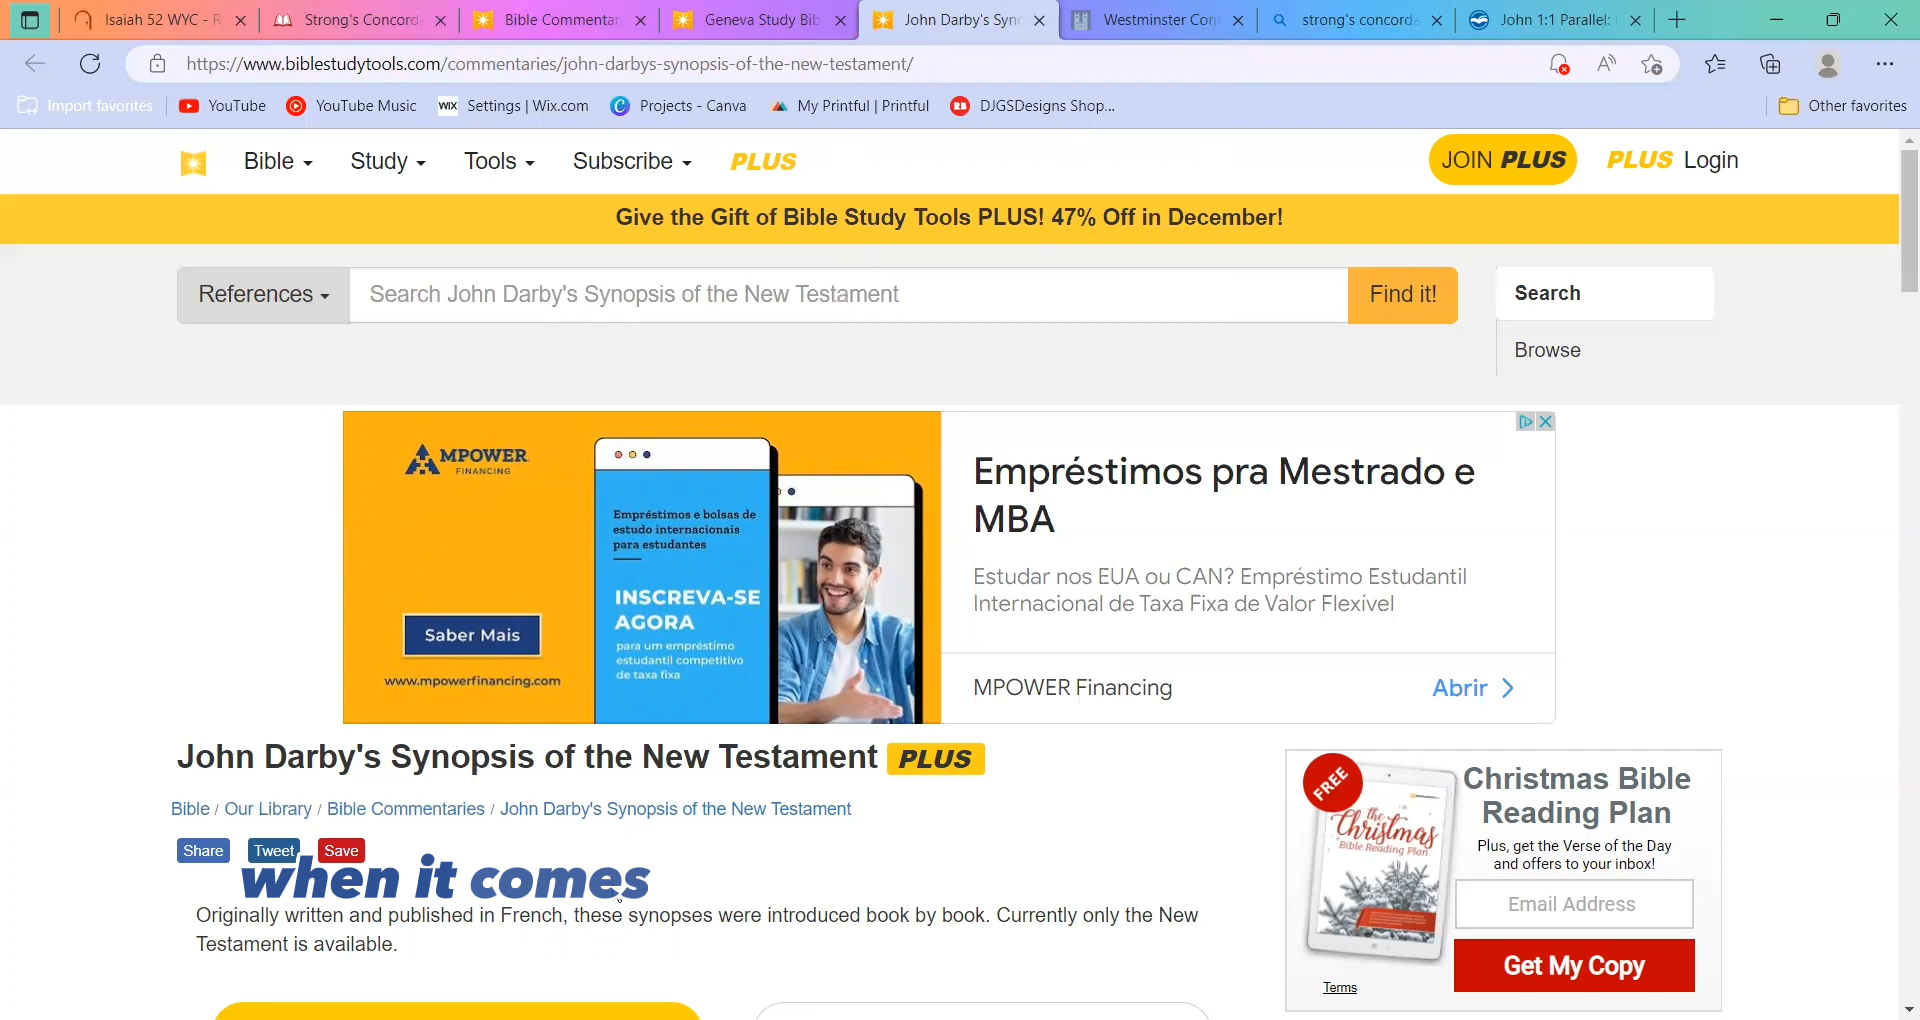 Isaiah 52 WYC - R
Strong's Concord
Bible Commentar
Geneva Study Bib
John Darby's Syno
Westminster Con
strong's concorda
John 1:1 Parallel:
https://www.biblestudytools.com/commentaries/john-darbys-synopsis-of-the-new-testament/
Import favorites
YouTube
YouTube Music
WIX Settings | Wix.com
Projects - Canva
My Printful | Printful
DJGSDesigns Shop...
Other favorites
Bible
Study
Tools
Subscribe
PLUS
JOIN PLUS
PLUS Login
Give the Gift of Bible Study Tools PLUS! 47% Off in December!
References
Search John Darby's Synopsis of the New Testament
Find it!
Search
Browse
MPOWER
FINANCING
Empréstimos e bolsas de
estudo internacionais
para estudantes
INSCREVA-SE
AGORA
para um empréstimo
estudantil competitivo
de taxa fixa
Saber Mais
www.mpowerfinancing.com
Empréstimos pra Mestrado e
MBA
Estudar nos EUA ou CAN? Empréstimo Estudantil
Internacional de Taxa Fixa de Valor Flexível
MPOWER Financing
Abrir
John Darby's Synopsis of the New Testament PLUS
Bible / Our Library / Bible Commentaries / John Darby's Synopsis of the New Testament
Share
Tweet
Save
when it comes
Originally written and published in French, these synopses were introduced book by book. Currently only the New
Testament is available.
FREE
the
Christmas
Bible Reading Plan
Christmas Bible
Reading Plan
Plus, get the Verse of the Day
and offers to your inbox!
Email Address
Get My Copy
Terms